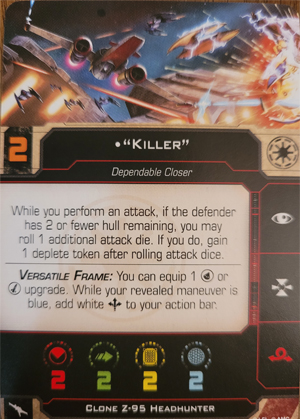 2
•"KILLER"
Dependable Closer
While you perform an attack, if the defender
has 2 or fewer hull remaining, you may
roll 1 additional attack die. If you do, gain
1 deplete token after rolling attack dice.
VERSATILE FRAME: You can equip 1 or
upgrade. While your revealed maneuver is
blue, add white to your action bar.
2 2 2 2
CLONE Z-95 HEADHUNTER